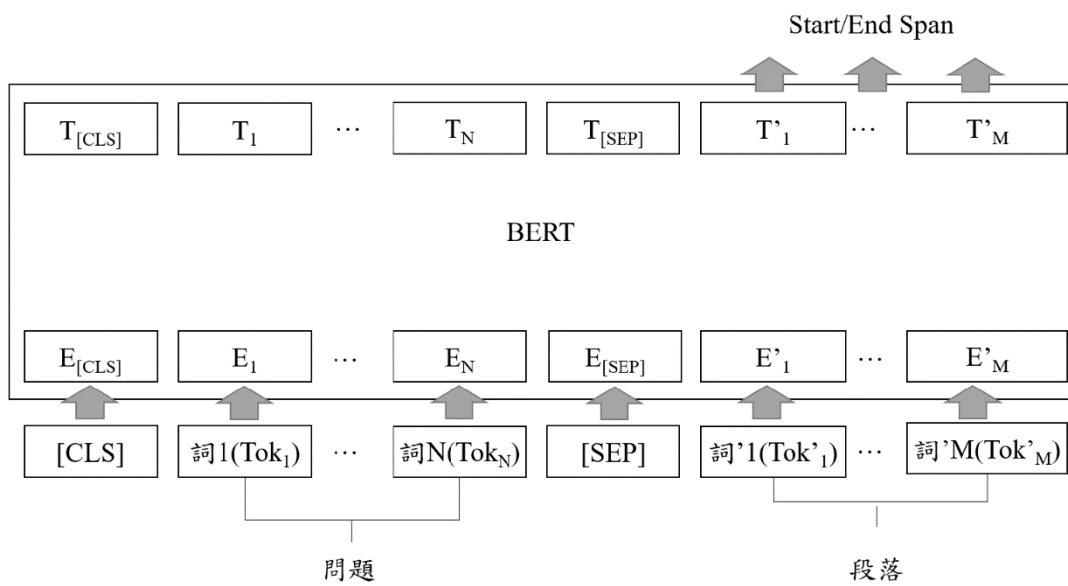 Start/End Span
T[CLS] T1 … TN T[SEP] T’1 … T’M
BERT
E[CLS] E1 … EN E[SEP] E’1 … E’M
[CLS] 詞1(Tok1) … 詞N(TokN) [SEP] 詞’1(Tok’1) … 詞’M(Tok’M)
問題 段落